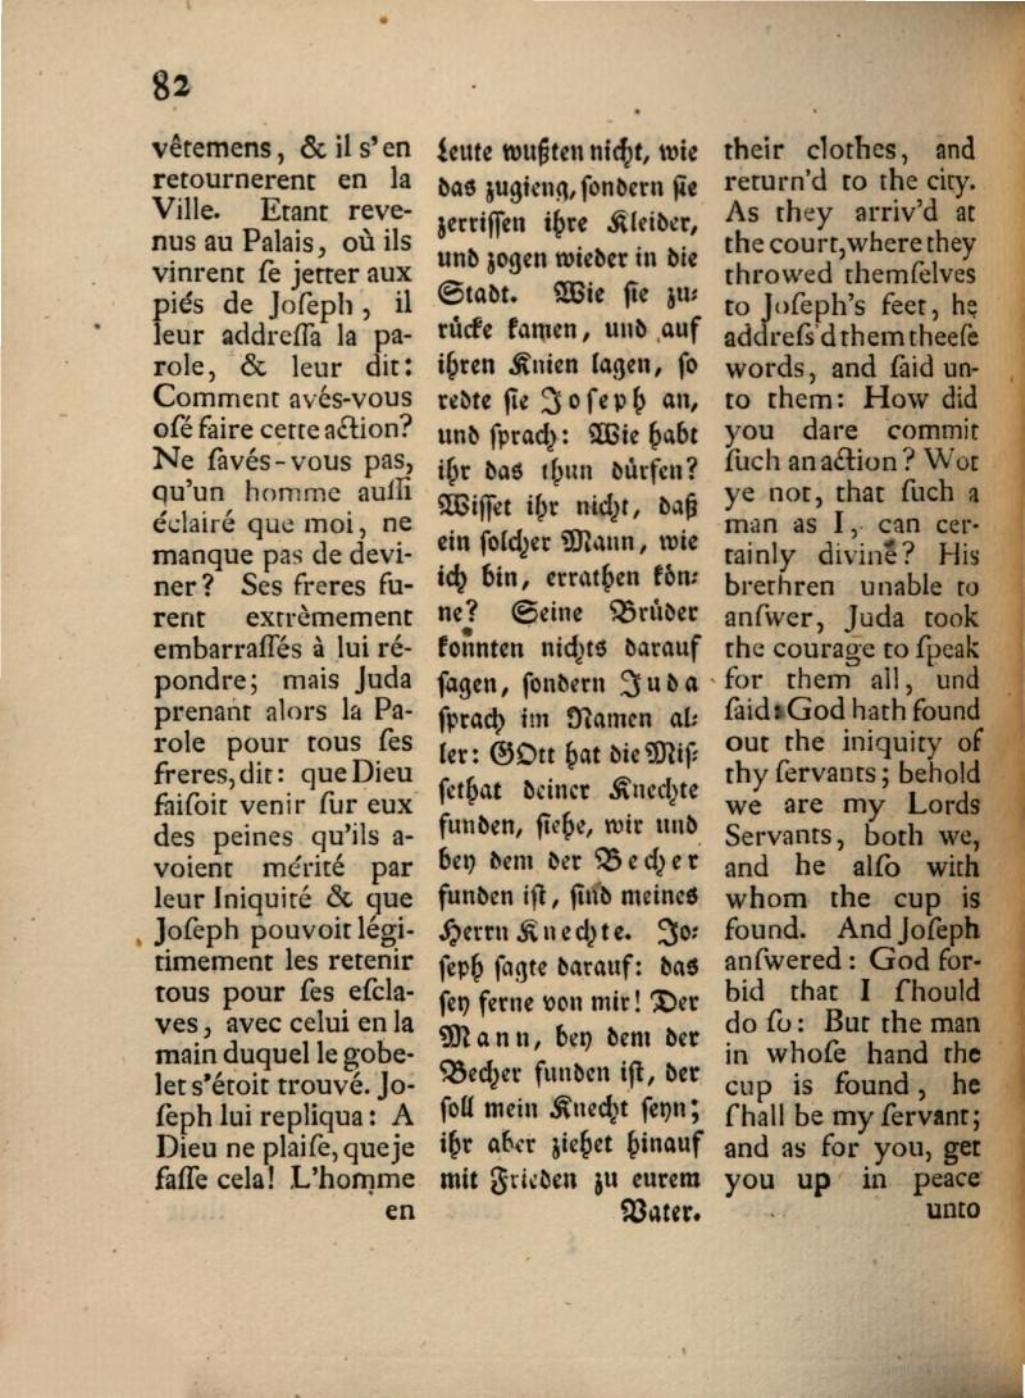 82
vêtemens, & il s'en
retournerent en la
Ville. Etant reve-
nus au Palais, où ils
vinrent ſe jetter aux
piés de Joſeph, il
leur addreſſa la pa-
role, & leur dit:
Comment avés-vous
oſé faire cette action?
Ne ſavés-vous pas,
qu'un homme auſſi
éclairé que moi, ne
manque pas de devi-
ner? Ses freres fu-
rent extrèmement
embarraſſés à lui ré-
pondre; mais Juda
prenant alors la Pa-
role pour tous ſes
freres, dit: que Dieu
faiſoit venir ſur eux
des peines qu'ils a-
voient mérité par
leur Iniquité & que
Joſeph pouvoit légi-
timement les retenir
tous pour ſes eſcla-
ves, avec celui en la
main duquel le gobe-
let s'étoit trouvé. Jo-
ſeph lui repliqua: A
Dieu ne plaiſe, que je
faſſe cela! L'homme
en
Leute wußten nicht, wie
das zugieng, ſondern ſie
zerriſſen ihre Kleider,
und zogen wieder in die
Stadt. Wie ſie zu-
rücke kamen, und auf
ihren Knien lagen, ſo
redte ſie Joſeph an,
und ſprach: Wie habt
ihr das thun dürfen?
Wiſſet ihr nicht, daß
ein ſolcher Mann, wie
ich bin, errathen kön-
ne? Seine Brüder
konnten nichts darauf
ſagen, ſondern Juda
ſprach im Namen al-
ler: GOtt hat die Miſ-
ſethat deiner Knechte
funden, ſiehe, wir und
bey dem der Becher
funden iſt, ſind meines
Herrn Knechte. Jo-
ſeph ſagte darauf: das
ſey ferne von mir! Der
Mann, bey dem der
Becher funden iſt, der
ſoll mein Knecht ſeyn;
ihr aber ziehet hinauf
mit Frieden zu eurem
Vater.
their clothes, and
return'd to the city.
As they arriv'd at
the court, where they
throwed themſelves
to Joſeph's feet, he
addreſs'd them theeſe
words, and ſaid un-
to them: How did
you dare commit
ſuch an action? Wot
ye not, that ſuch a
man as I, can cer-
tainly divine? His
brethren unable to
anſwer, Juda took
the courage to ſpeak
for them all, und
ſaid: God hath found
out the iniquity of
thy ſervants; behold
we are my Lords
Servants, both we,
and he alſo with
whom the cup is
found. And Joſeph
anſwered: God for-
bid that I ſhould
do ſo: But the man
in whoſe hand the
cup is found, he
ſhall be my ſervant;
and as for you, get
you up in peace
unto